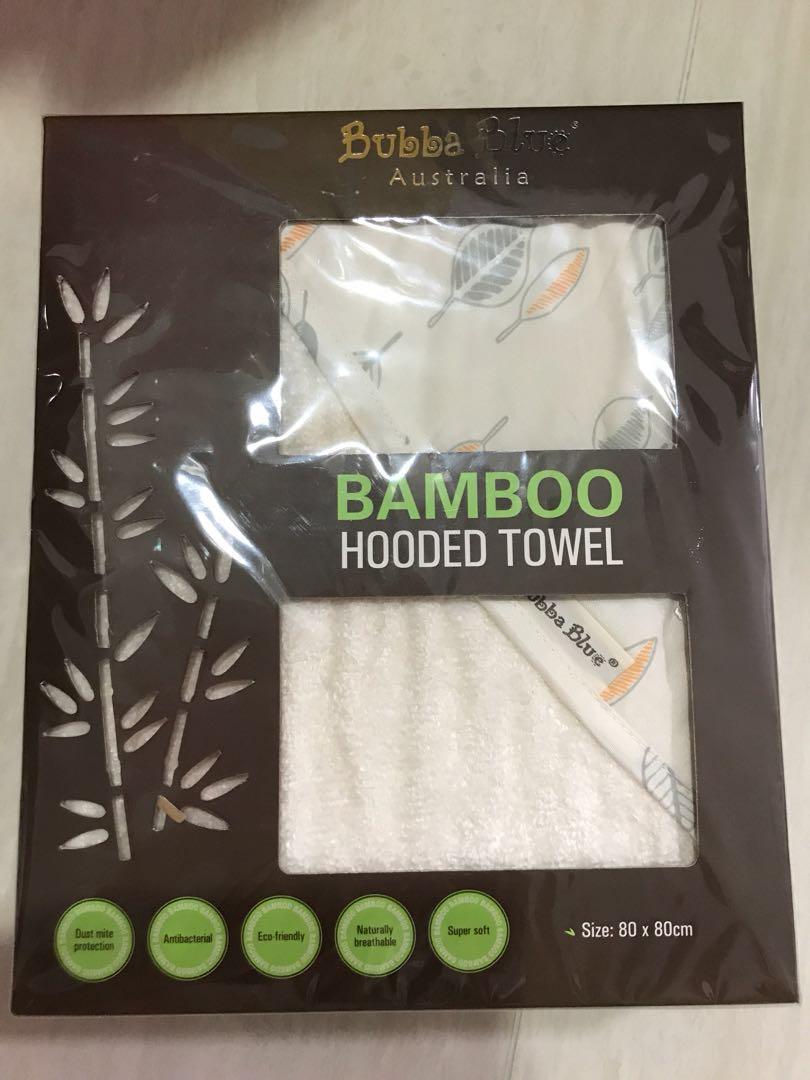 Bubba Blue®
Australia
BAMBOO
HOODED TOWEL
ubba Blue®
Dust mite
protection
Antibacterial
Eco-friendly
Naturally
breathable
Super soft
Size: 80 x 80cm